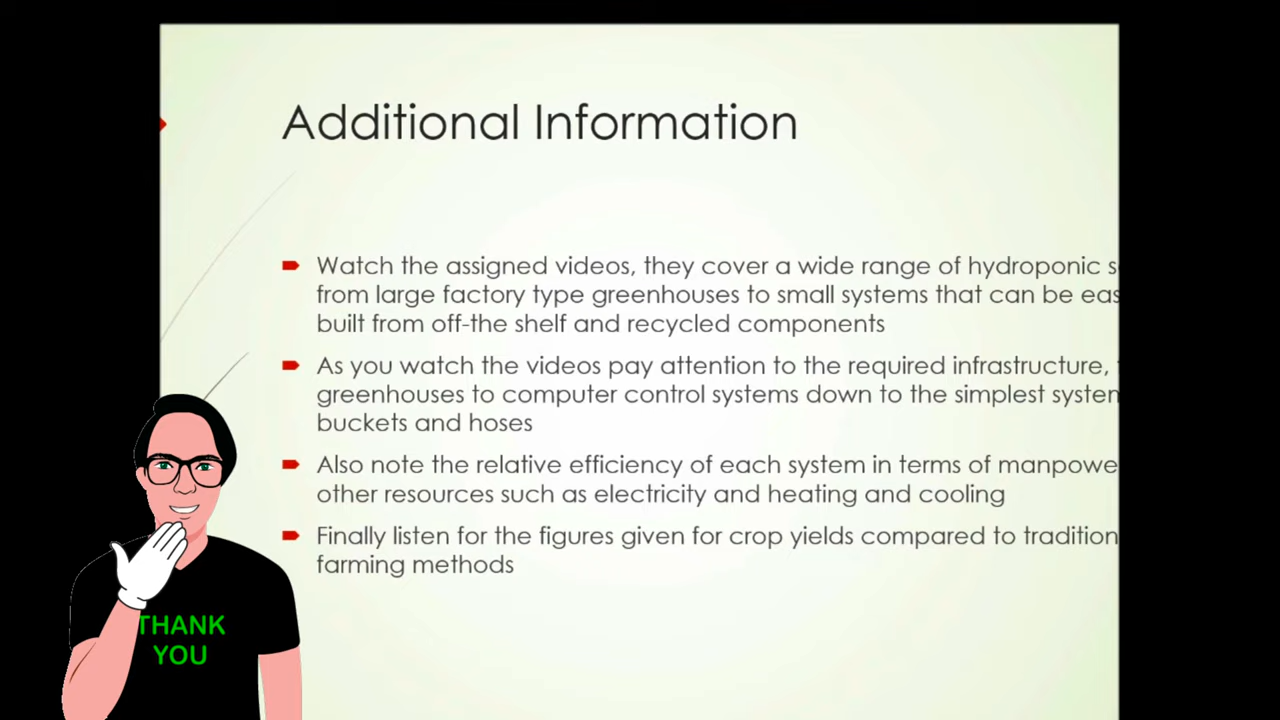 Additional Information
Watch the assigned videos, they cover a wide range of hydroponic
from large factory type greenhouses to small systems that can be
built from off-the shelf and recycled components
As you watch the videos pay attention to the required infrastructure,
greenhouses to computer control systems down to the simplest
buckets and hoses
Also note the relative efficiency of each system in terms of
other resources such as electricity and heating and cooling
Finally listen for the figures given for crop yields compared to
farming methods
THANK
YOU